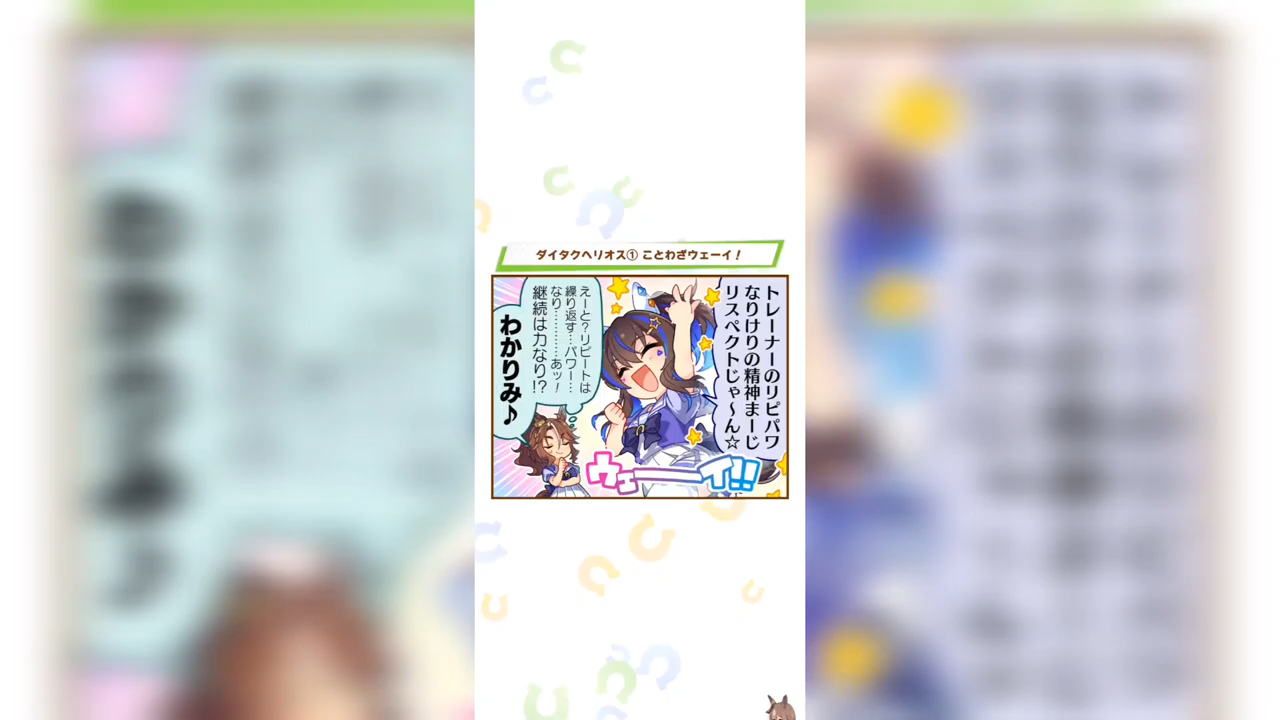 ダイタクヘリオス① ことわざウェーイ！
トレーナーのリピパワ
なりけりの精神まーじ
リスペクトじゃ～ん☆
えーと？リピートは
繰り返す…パワー…
なり…………あッ！
継続は力なり!?
わかりみ♪
ウェーーイ!!